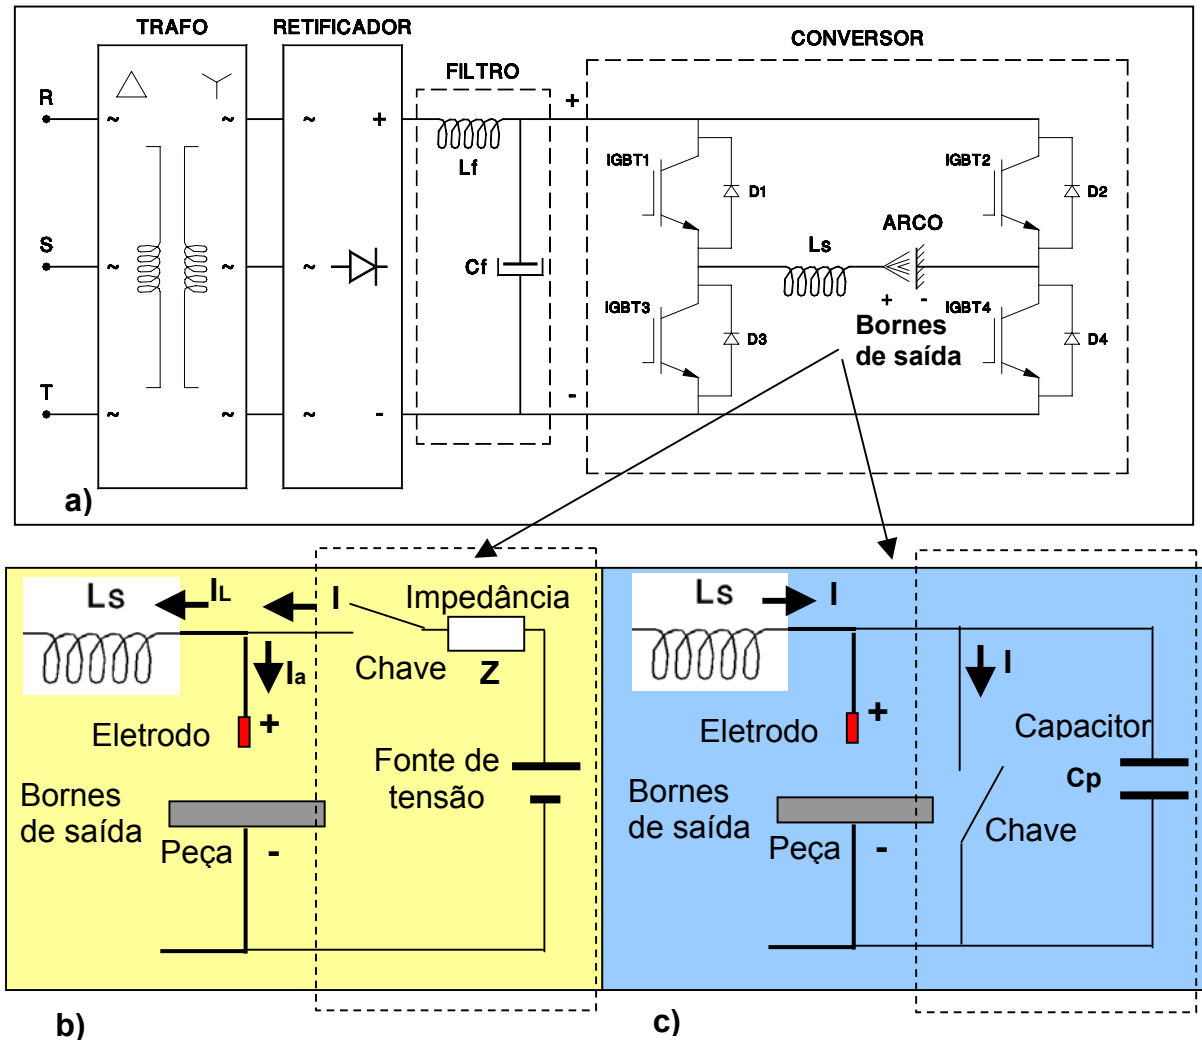 TRAFO
RETIFICADOR
CONVERSOR
FILTRO
R
~
~
~
+
+
Lf
IGBT1
D1
IGBT2
D2
S
~
~
~
Cf
Ls
ARCO
+ -
IGBT3
D3
Bornes
de saída
IGBT4
D4
T
~
~
~
-
-
a)
Ls
IL
I
Impedância
Chave
Z
Ia
Eletrodo
+
Fonte de
tensão
Bornes
de saída
Peça
-
b)
Ls
I
I
Eletrodo
+
Capacitor
Cp
Bornes
de saída
Chave
Peça
-
c)